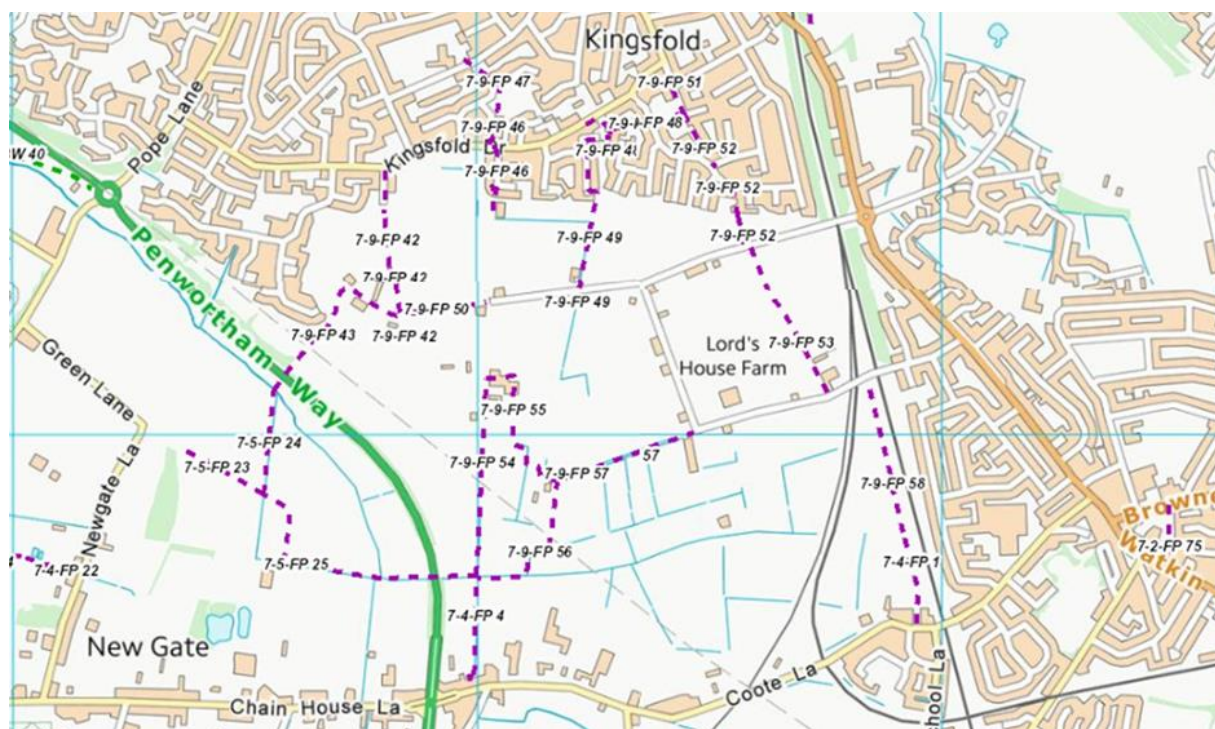 Kingsfold
7-9-FP 47
7-9-FP 51
Pope Lane
7-9-FP 46
7-9-FP 48
7-9-FP 48
W 40
Kingsfold Dr
7-9-FP 52
7-9-FP 46
7-9-FP 52
7-9-FP 42
7-9-FP 49
7-9-FP 52
Penwortham Way
7-9-FP 42
7-9-FP 50
7-9-FP 49
7-9-FP 43
7-9-FP 42
Lord's
House Farm
7-9-FP 53
Green Lane
7-9-FP 55
7-5-FP 24
7-5-FP 23
7-9-FP 54
7-9-FP 57
57
7-9-FP 58
Newgate La
Browne
Watkin
7-9-FP 56
7-2-FP 75
7-4-FP 22
7-5-FP 25
7-4-FP 1
7-4-FP 4
New Gate
Chain House La
Coote La
chool La